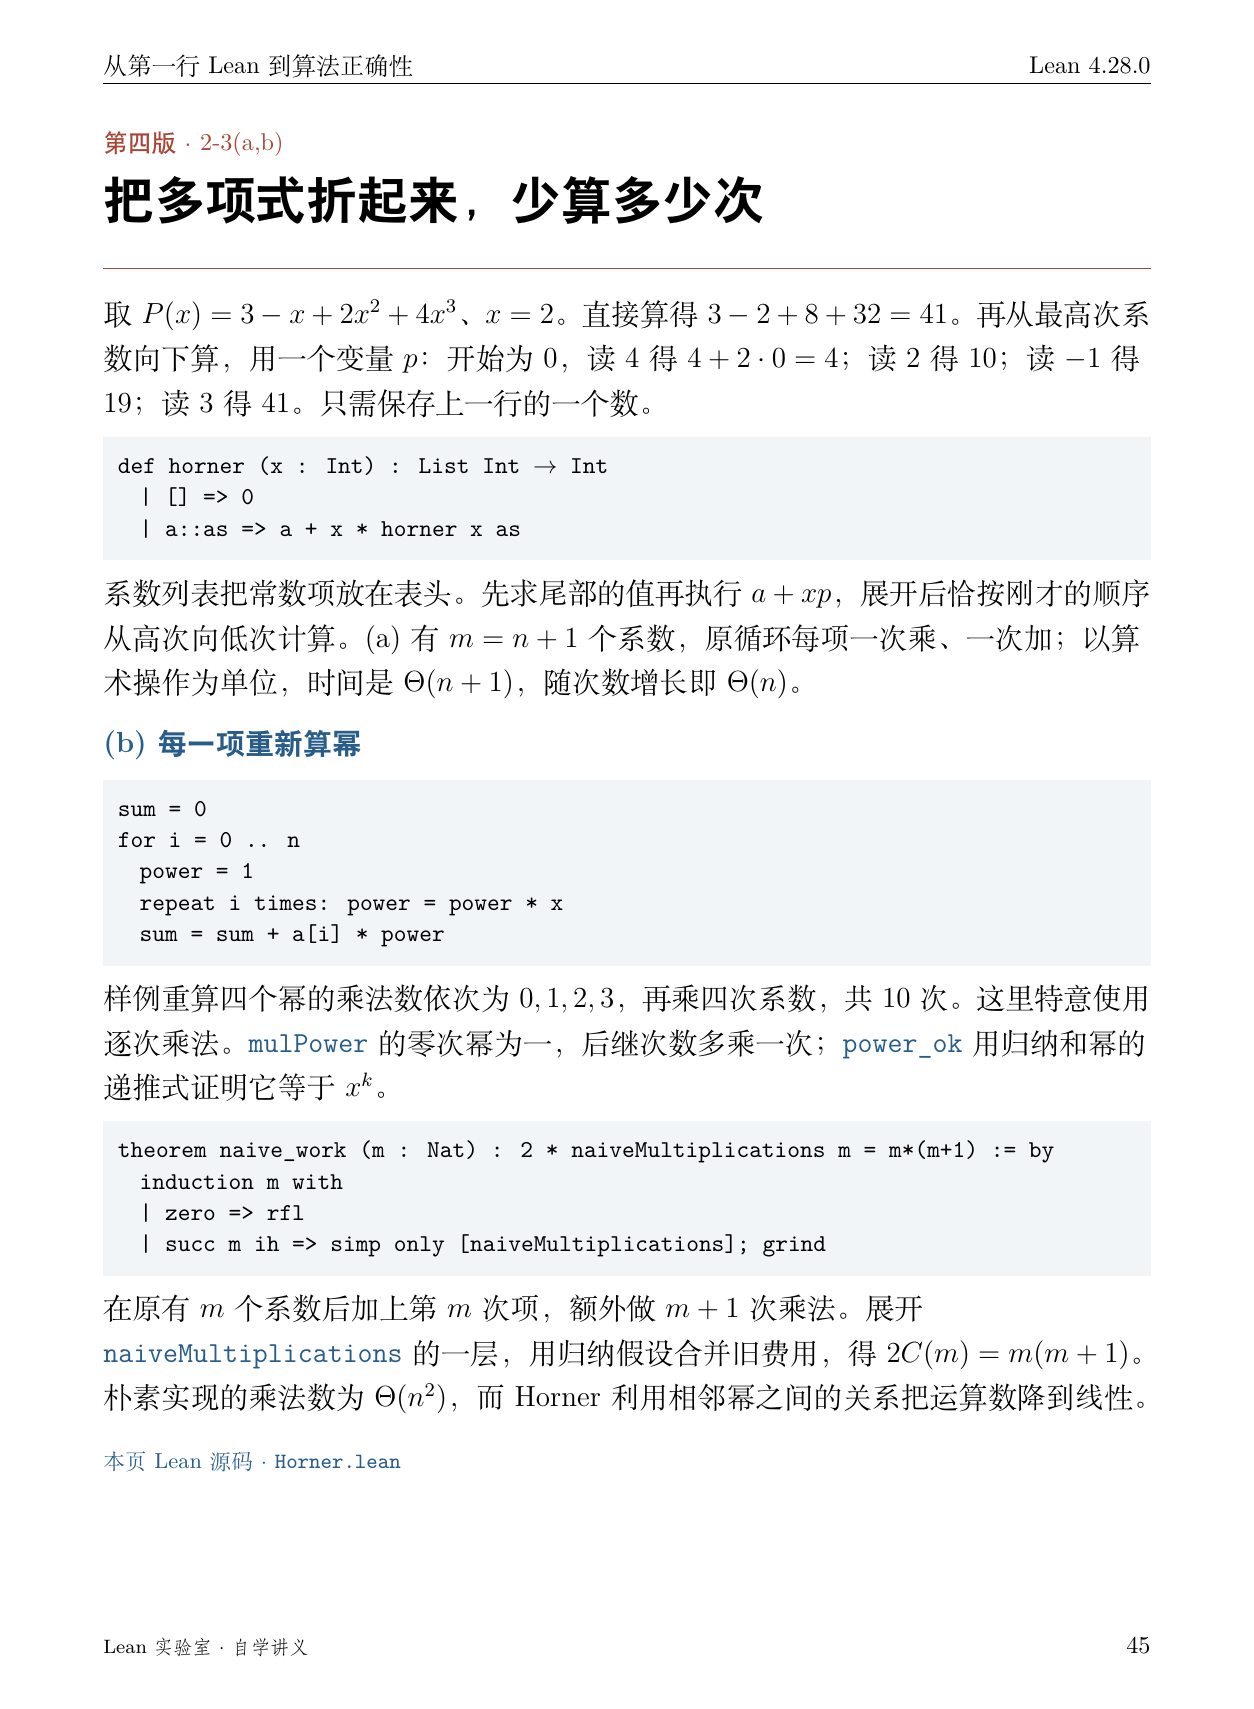 从第一行 Lean 到算法正确性 Lean 4.28.0
第四版 · 2-3(a,b)
把多项式折起来，少算多少次
取 P(x) = 3 − x + 2x² + 4x³、x = 2。直接算得 3 − 2 + 8 + 32 = 41。再从最高次系
数向下算，用一个变量 p：开始为 0，读 4 得 4 + 2 · 0 = 4；读 2 得 10；读 −1 得
19；读 3 得 41。只需保存上一行的一个数。
def horner (x : Int) : List Int → Int
  | [] => 0
  | a::as => a + x * horner x as
系数列表把常数项放在表头。先求尾部的值再执行 a + xp，展开后恰按刚才的顺序
从高次向低次计算。(a) 有 m = n + 1 个系数，原循环每项一次乘、一次加；以算
术操作为单位，时间是 Θ(n + 1)，随次数增长即 Θ(n)。
(b) 每一项重新算幂
sum = 0
for i = 0 .. n
  power = 1
  repeat i times: power = power * x
  sum = sum + a[i] * power
样例重算四个幂的乘法数依次为 0, 1, 2, 3，再乘四次系数，共 10 次。这里特意使用
逐次乘法。mulPower 的零次幂为一，后继次数多乘一次；power_ok 用归纳和幂的
递推式证明它等于 xᵏ。
theorem naive_work (m : Nat) : 2 * naiveMultiplications m = m*(m+1) := by
  induction m with
  | zero => rfl
  | succ m ih => simp only [naiveMultiplications]; grind
在原有 m 个系数后加上第 m 次项，额外做 m + 1 次乘法。展开
naiveMultiplications 的一层，用归纳假设合并旧费用，得 2C(m) = m(m + 1)。
朴素实现的乘法数为 Θ(n²)，而 Horner 利用相邻幂之间的关系把运算数降到线性。
本页 Lean 源码 · Horner.lean
Lean 实验室 · 自学讲义 45